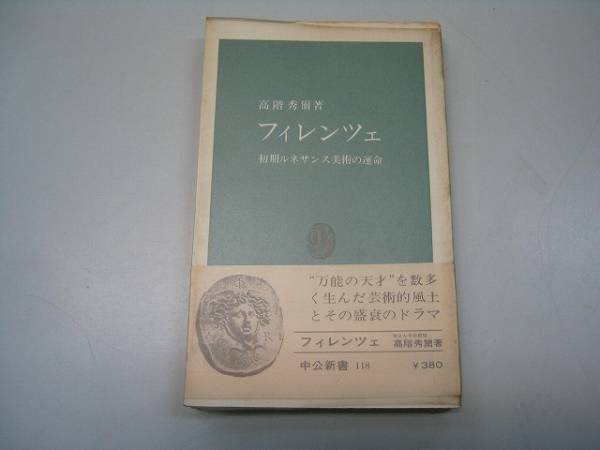 高階秀爾著
フィレンツェ
初期ルネサンス美術の運命
“万能の天才”を数多
く生んだ芸術的風土
とその盛衰のドラマ
フィレンツェ
高階秀爾著
中公新書 118
￥380